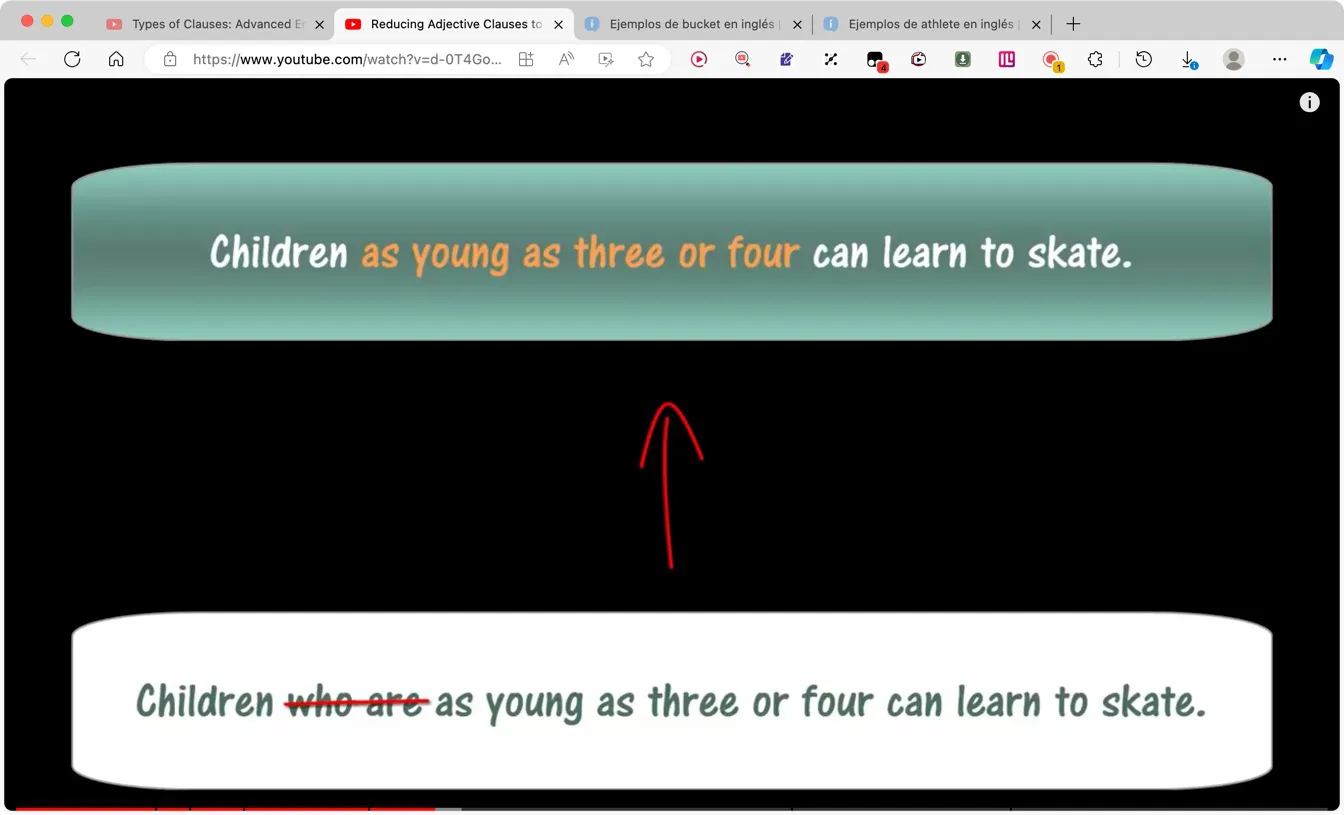 Types of Clauses: Advanced En
Reducing Adjective Clauses to
Ejemplos de bucket en inglés
Ejemplos de athlete en inglés
https://www.youtube.com/watch?v=d-0T4Go...
4
1
Children as young as three or four can learn to skate.
Children who are as young as three or four can learn to skate.